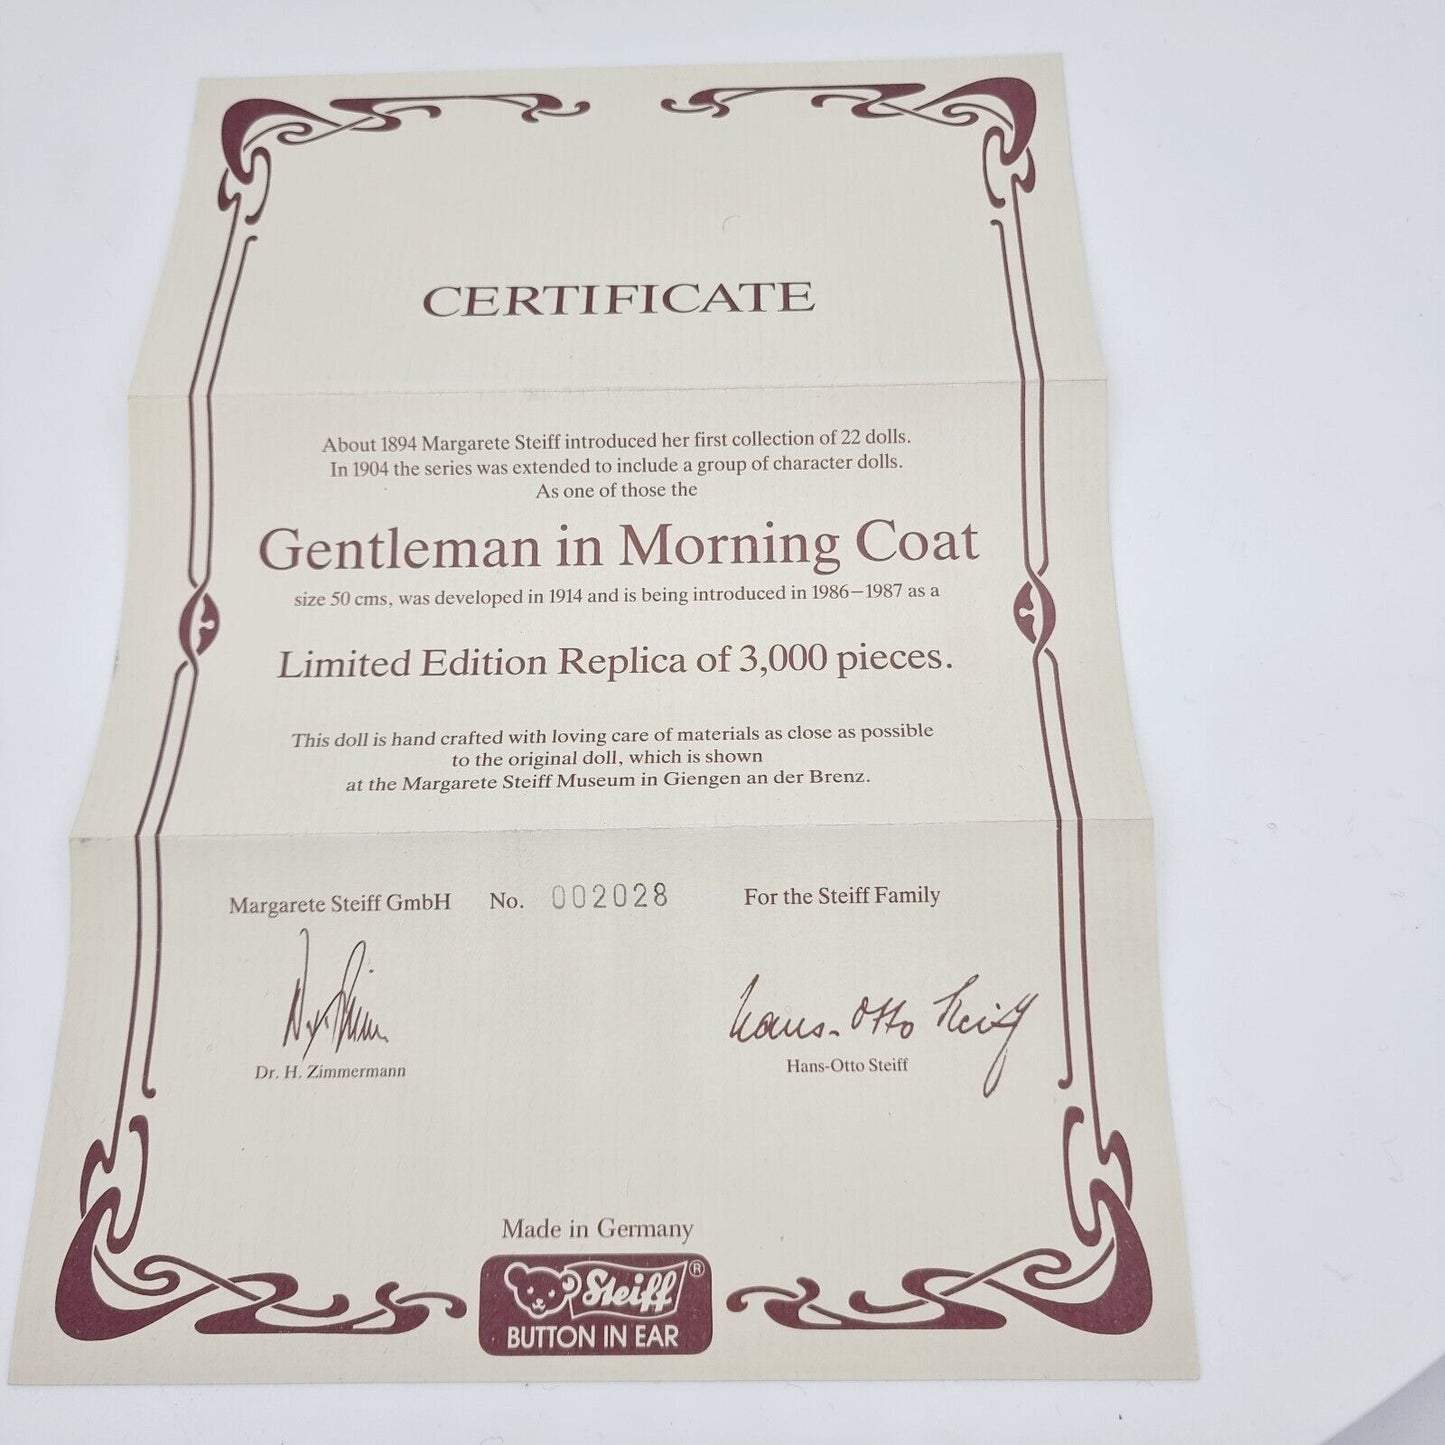 CERTIFICATE
About 1894 Margarete Steiff introduced her first collection of 22 dolls.
In 1904 the series was extended to include a group of character dolls.
As one of those the
Gentleman in Morning Coat
size 50 cms, was developed in 1914 and is being introduced in 1986–1987 as a
Limited Edition Replica of 3,000 pieces.
This doll is hand crafted with loving care of materials as close as possible
to the original doll, which is shown
at the Margarete Steiff Museum in Giengen an der Brenz.
Margarete Steiff GmbH No. 002028 For the Steiff Family
Hans-Otto Steiff
Dr. H. Zimmermann Hans-Otto Steiff
Made in Germany
Steiff ®
BUTTON IN EAR